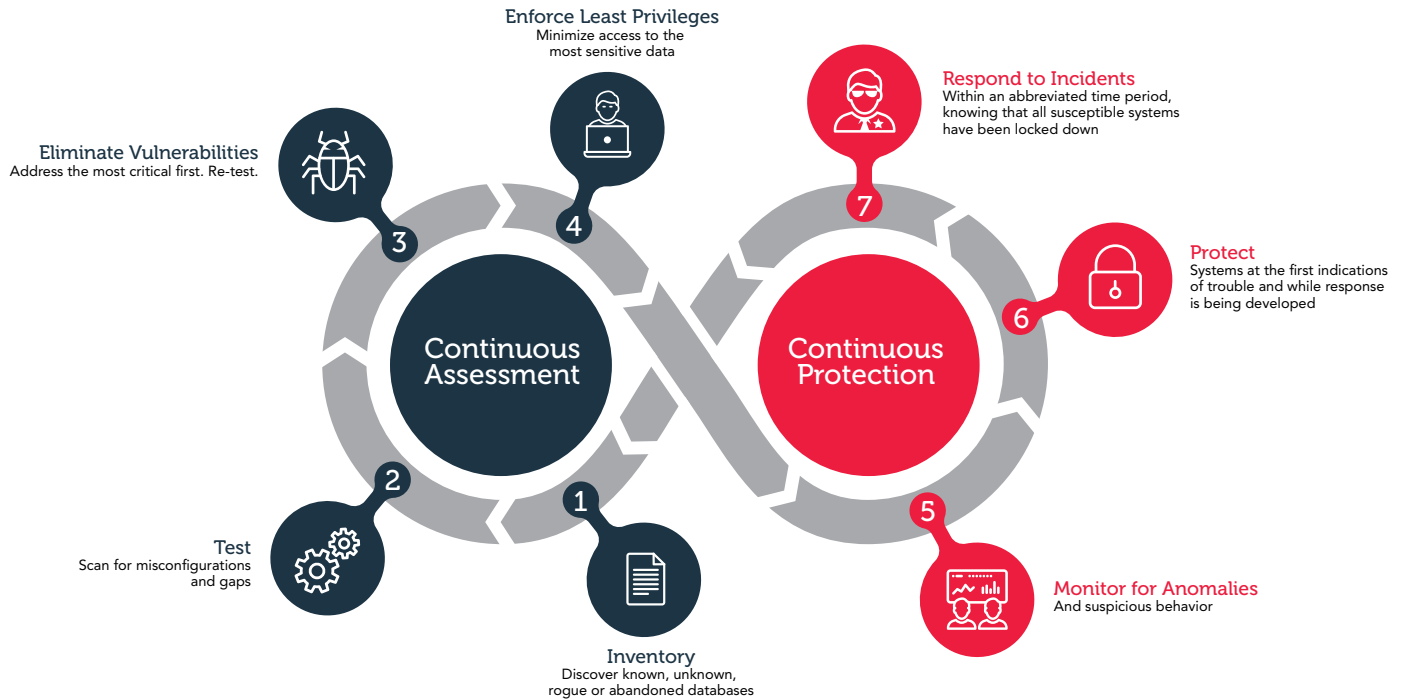 Enforce Least Privileges
Minimize access to the
most sensitive data
4
Eliminate Vulnerabilities
Address the most critical first. Re-test.
3
Continuous
Assessment
2
Test
Scan for misconfigurations
and gaps
1
Inventory
Discover known, unknown,
rogue or abandoned databases
Respond to Incidents
Within an abbreviated time period,
knowing that all susceptible systems
have been locked down
7
Protect
Systems at the first indications
of trouble and while response
is being developed
6
Continuous
Protection
5
Monitor for Anomalies
And suspicious behavior